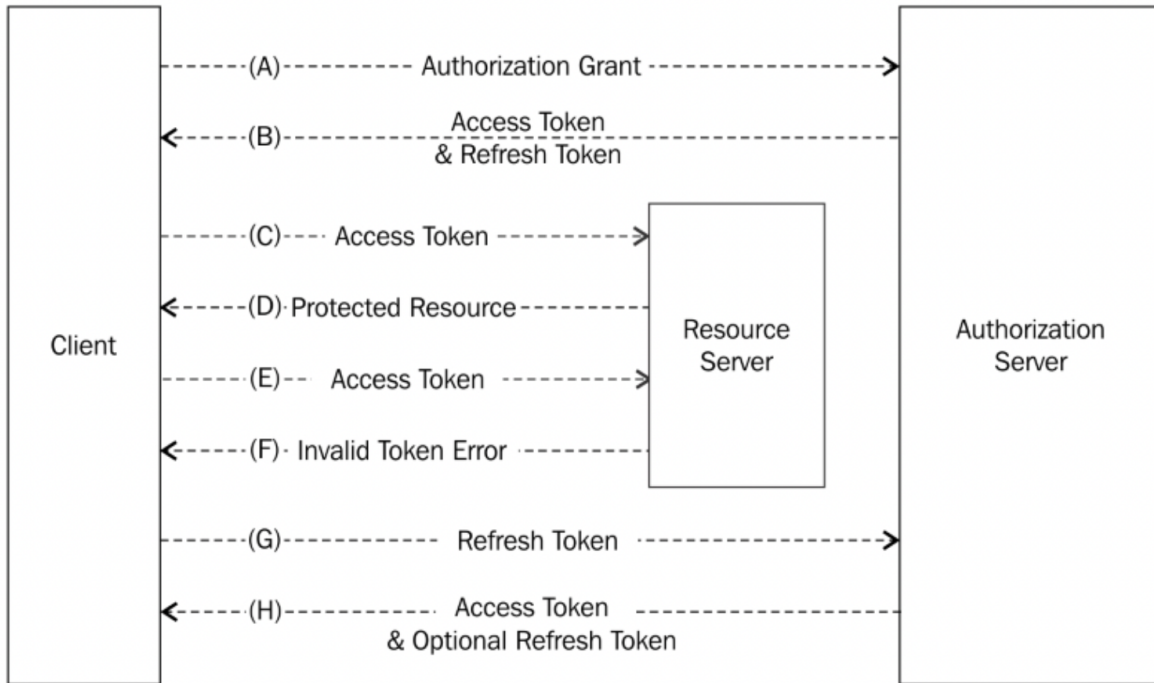 (A) Authorization Grant
(B) Access Token
& Refresh Token
(C) Access Token
(D) Protected Resource
(E) Access Token
(F) Invalid Token Error
(G) Refresh Token
(H) Access Token
& Optional Refresh Token
Client
Resource
Server
Authorization
Server